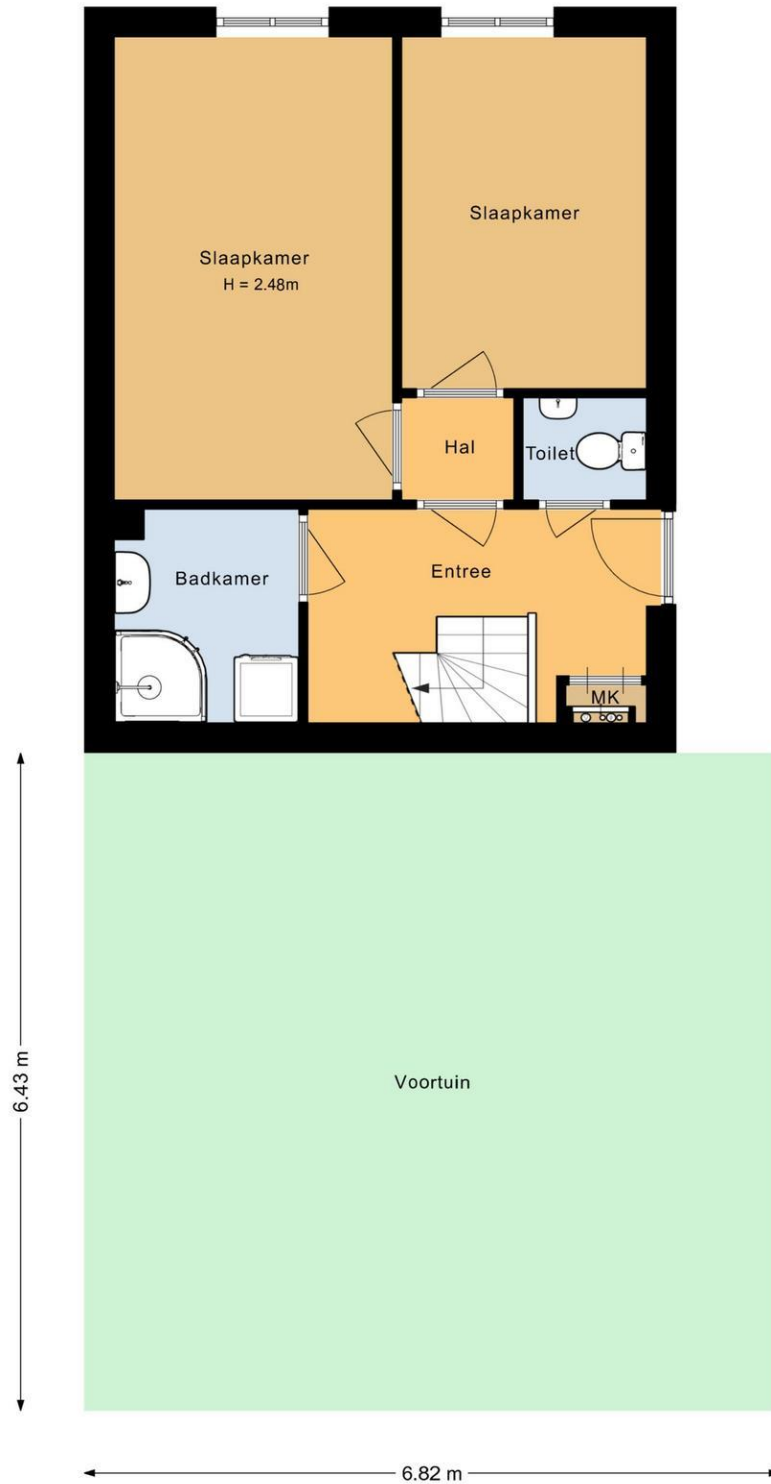 Slaapkamer
Slaapkamer
H = 2.48m
Hal
Toilet
Entree
Badkamer
MK
6.43 m
Voortuin
6.82 m